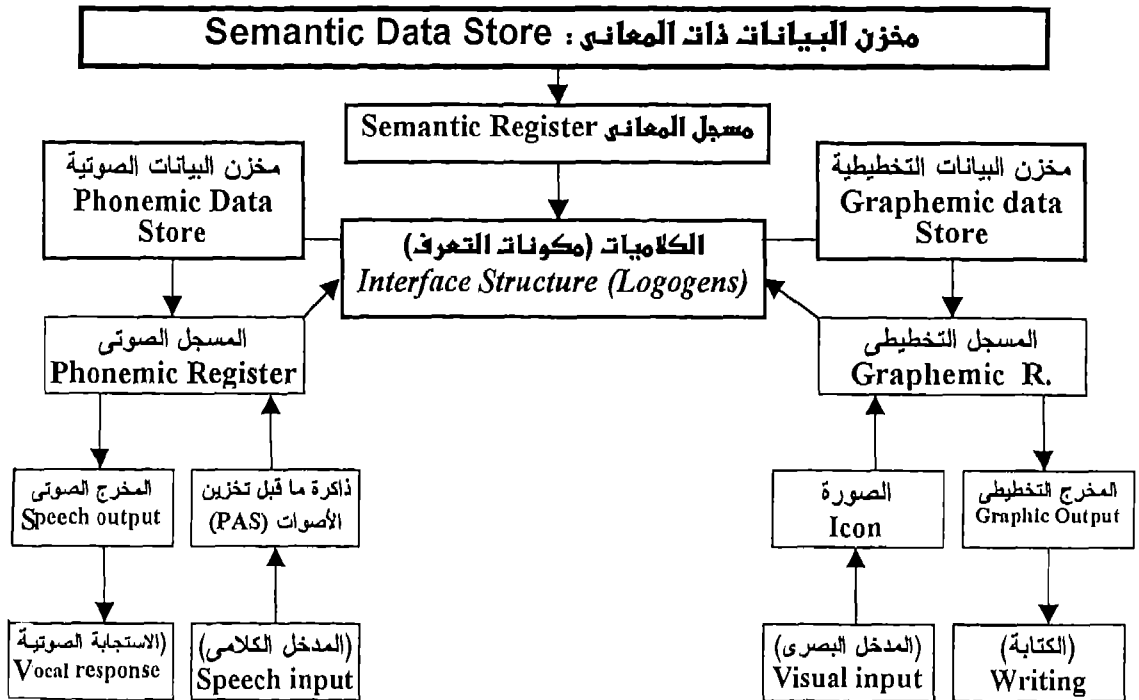 مخزن البيانات ذات المعانى : Semantic Data Store
مسجل المعانى Semantic Register
مخزن البيانات الصوتية
Phonemic Data
Store
مخزن البيانات التخطيطية
Graphemic data
Store
الكلاميات (مكونات التعرف)
Interface Structure (Logogens)
المسجل الصوتى
Phonemic Register
المسجل التخطيطى
Graphemic R.
المخرج الصوتى
Speech output
ذاكرة ما قبل تخزين
الأصوات (PAS)
الصورة
Icon
المخرج التخطيطى
Graphic Output
(الاستجابة الصوتية
Vocal response
(المدخل الكلامى)
Speech input
(المدخل البصرى)
Visual input
(الكتابة)
Writing